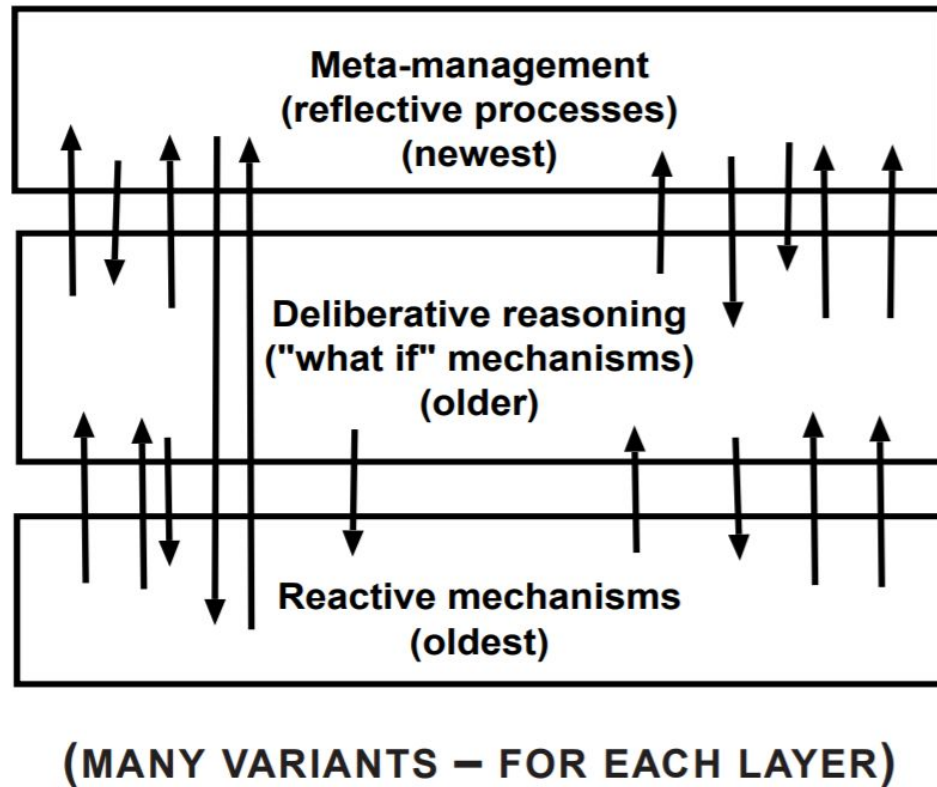 Meta-management
(reflective processes)
(newest)
Deliberative reasoning
("what if" mechanisms)
(older)
Reactive mechanisms
(oldest)
(MANY VARIANTS – FOR EACH LAYER)